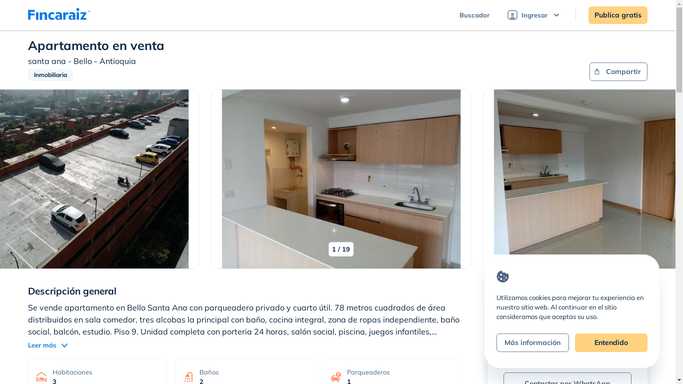 Fincaraiz
Buscador
Ingresar
Publica gratis
Apartamento en venta
santa ana - Bello - Antioquia
Inmobiliaria
Compartir
1 / 19
Descripción general
Se vende apartamento en Bello Santa Ana con parqueadero privado y cuarto útil. 78 metros cuadrados de área
distribuidos en sala comedor, tres alcobas la principal con baño, cocina integral, zona de ropas independiente, baño
social, balcón, estudio. Piso 9. Unidad completa con porteria 24 horas, salón social, piscina, juegos infantiles,...
Leer más
Habitaciones
3
Baños
2
Parqueaderos
1
Utilizamos cookies para mejorar tu experiencia en
nuestro sitio web. Al continuar en el sitio
consideramos que aceptas su uso.
Más información
Entendido
Contactar por WhatsApp